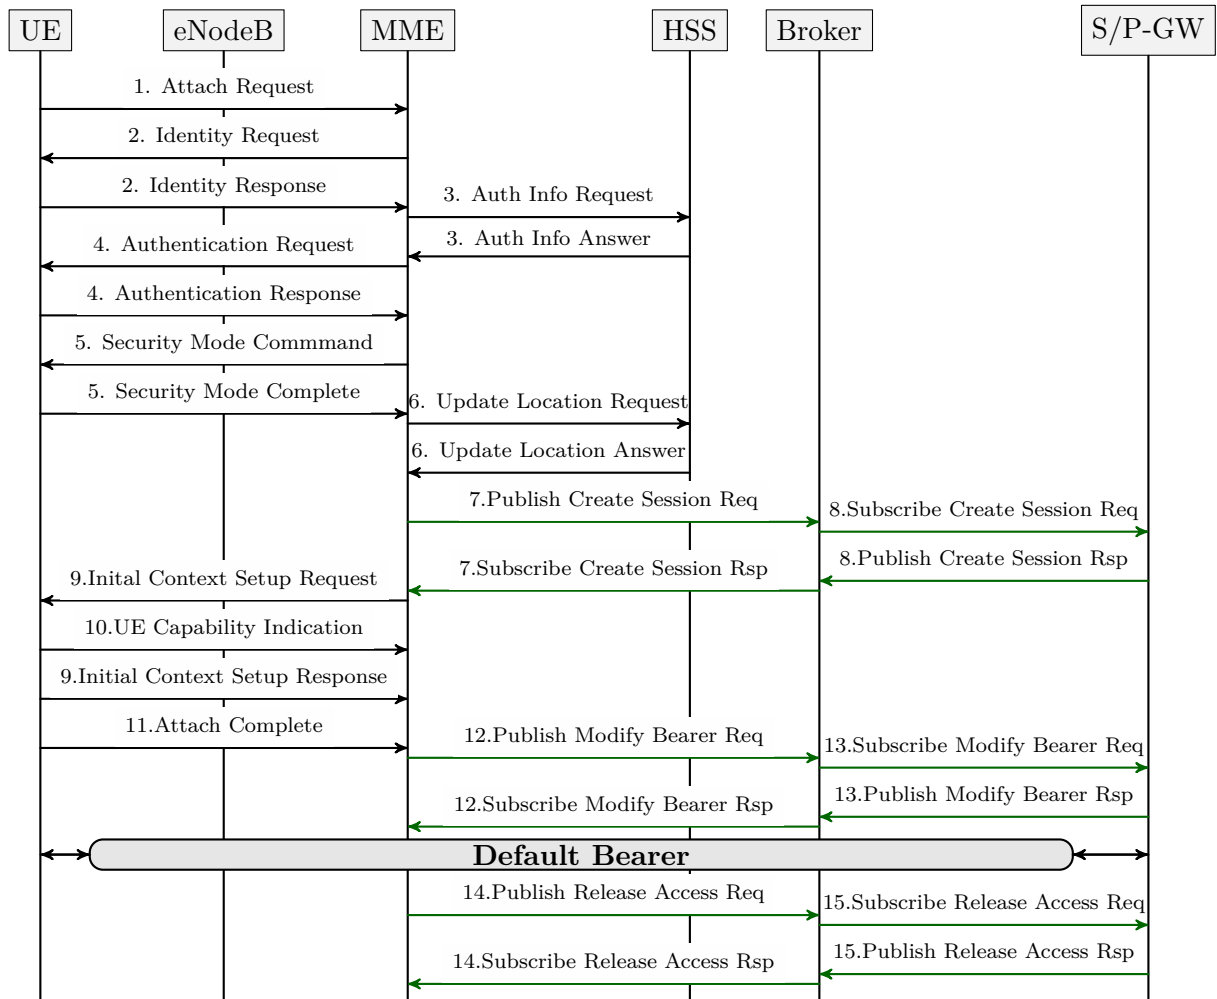 UE eNodeB MME HSS Broker S/P-GW
1. Attach Request
2. Identity Request
2. Identity Response
3. Auth Info Request
3. Auth Info Answer
4. Authentication Request
4. Authentication Response
5. Security Mode Commmand
5. Security Mode Complete
6. Update Location Request
6. Update Location Answer
7.Publish Create Session Req
8.Subscribe Create Session Req
8.Publish Create Session Rsp
7.Subscribe Create Session Rsp
9.Inital Context Setup Request
10.UE Capability Indication
9.Initial Context Setup Response
11.Attach Complete
12.Publish Modify Bearer Req
13.Subscribe Modify Bearer Req
13.Publish Modify Bearer Rsp
12.Subscribe Modify Bearer Rsp
Default Bearer
14.Publish Release Access Req
15.Subscribe Release Access Req
15.Publish Release Access Rsp
14.Subscribe Release Access Rsp